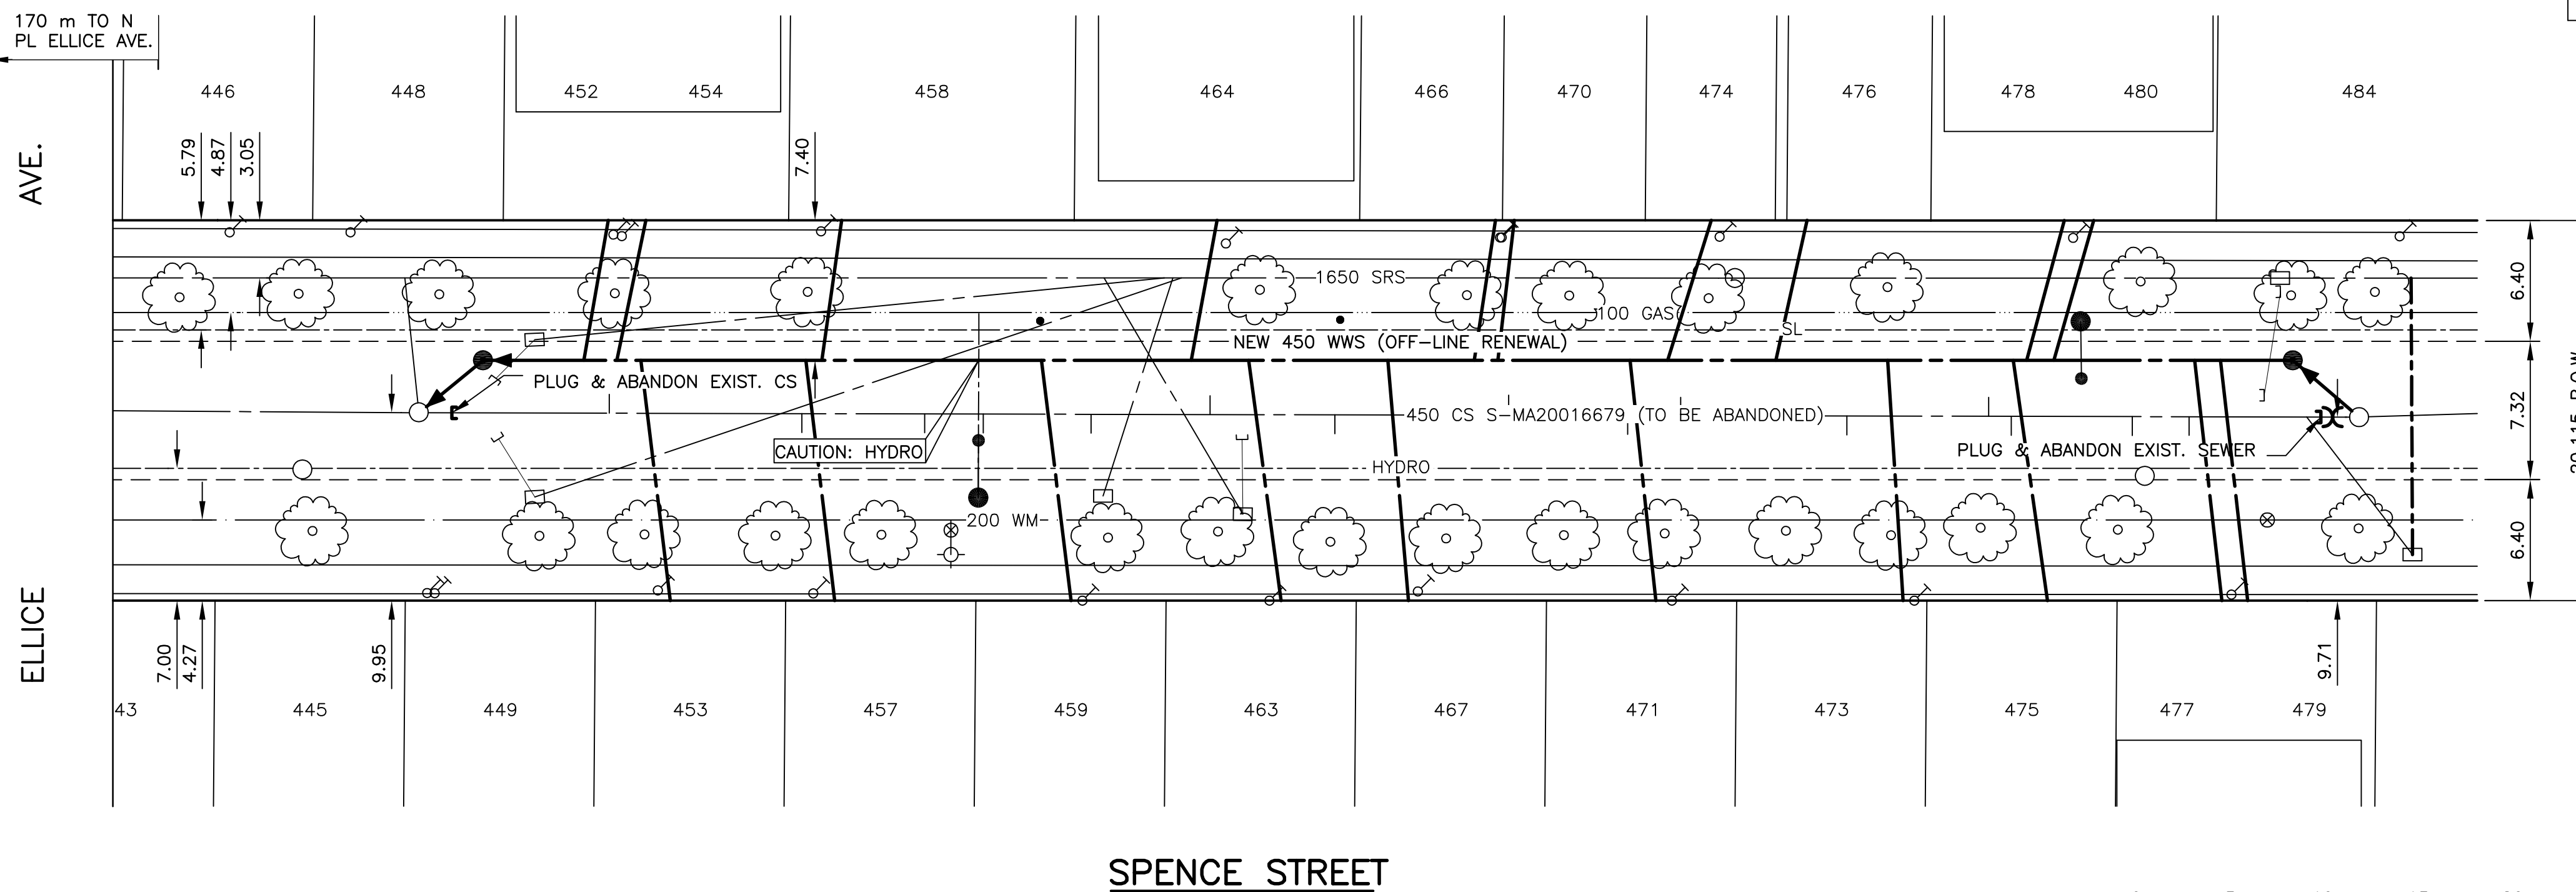 170 m TO N
PL ELLICE AVE.
446
448
452
454
458
464
466
470
474
476
478
480
484
AVE.
5.79
4.87
3.05
7.40
1650 SRS
100 GAS
SL
NEW 450 WWS (OFF-LINE RENEWAL)
PLUG & ABANDON EXIST. CS
450 CS S-MA20016679 (TO BE ABANDONED)
CAUTION: HYDRO
PLUG & ABANDON EXIST. SEWER
HYDRO
200 WM
6.40
7.32
6.40
ELLICE
7.00
4.27
9.95
9.71
43
445
449
453
457
459
463
467
471
473
475
477
479
SPENCE STREET